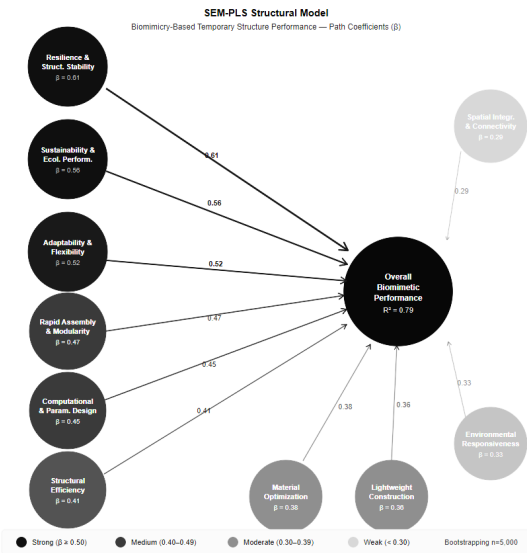 SEM-PLS Structural Model
Biomimicry-Based Temporary Structure Performance — Path Coefficients (β)
Resilience &
Struct. Stability
β = 0.61
Sustainability &
Ecol. Perform.
β = 0.56
Adaptability &
Flexibility
β = 0.52
Rapid Assembly
& Modularity
β = 0.47
Computational
& Param. Design
β = 0.45
Structural
Efficiency
β = 0.41
0.61
0.56
0.52
0.47
0.45
0.41
Overall
Biomimetic
Performance
R² = 0.79
Spatial Integr.
& Connectivity
β = 0.29
0.29
0.33
Environmental
Responsiveness
β = 0.33
0.38
0.36
Material
Optimization
β = 0.38
Lightweight
Construction
β = 0.36
Strong (β ≥ 0.50)
Medium (0.40–0.49)
Moderate (0.30–0.39)
Weak (< 0.30)
Bootstrapping n=5,000